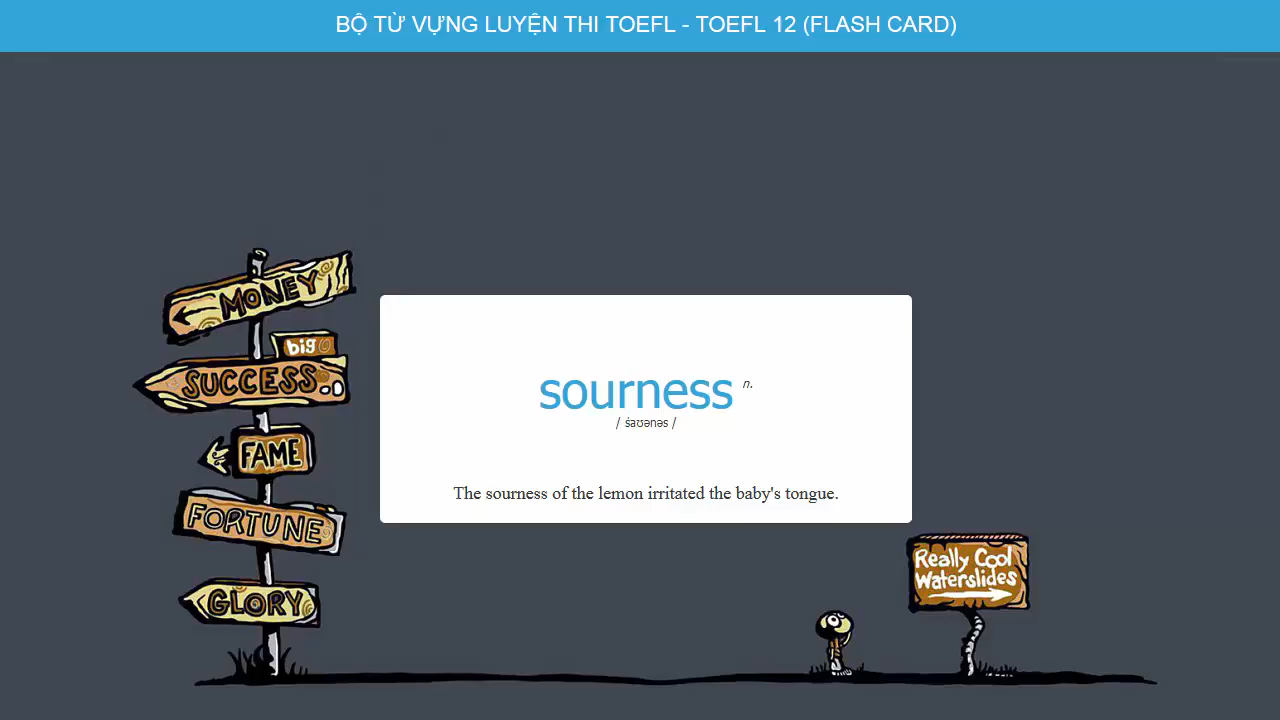 BỘ TỪ VỰNG LUYỆN THI TOEFL - TOEFL 12 (FLASH CARD)
MONEY
big
SUCCESS
FAME
FORTUNE
GLORY
sourness n.
/ ˈsaʊənəs /
The sourness of the lemon irritated the baby's tongue.
Really Cool
Waterslides